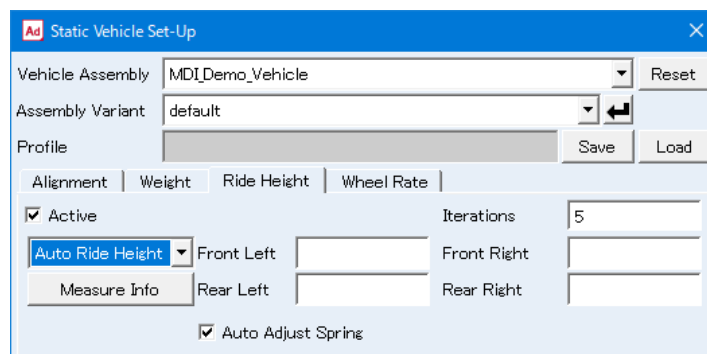 Ad Static Vehicle Set-Up
Vehicle Assembly MDI_Demo_Vehicle Reset
Assembly Variant default
Profile Save Load
Alignment Weight Ride Height Wheel Rate
Active Iterations 5
Auto Ride Height Front Left Front Right
Measure Info Rear Left Rear Right
Auto Adjust Spring